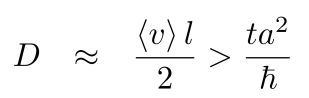 D ≈ ⟨v⟩ l / 2 > ta² / ħ